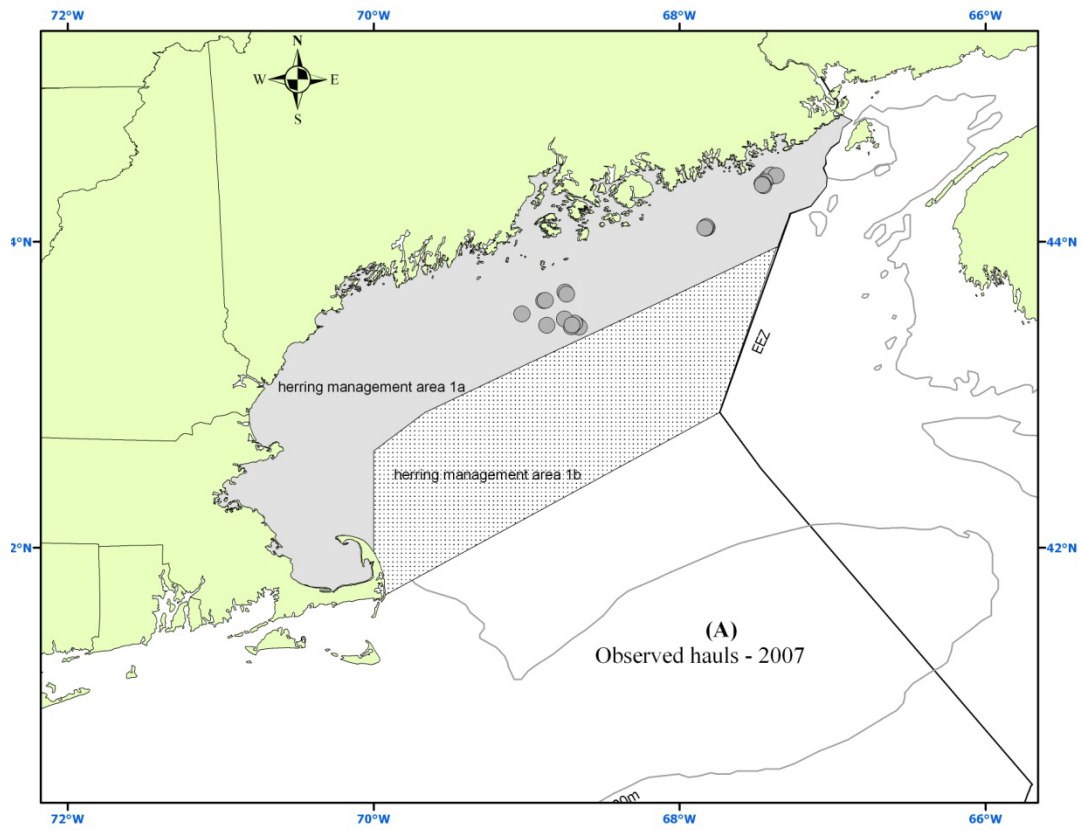 72°W 70°W 68°W 66°W
N
W E
S
4°N 44°N
EEZ
herring management area 1a
herring management area 1b
2°N 42°N
(A)
Observed hauls - 2007
72°W 70°W 68°W 66°W